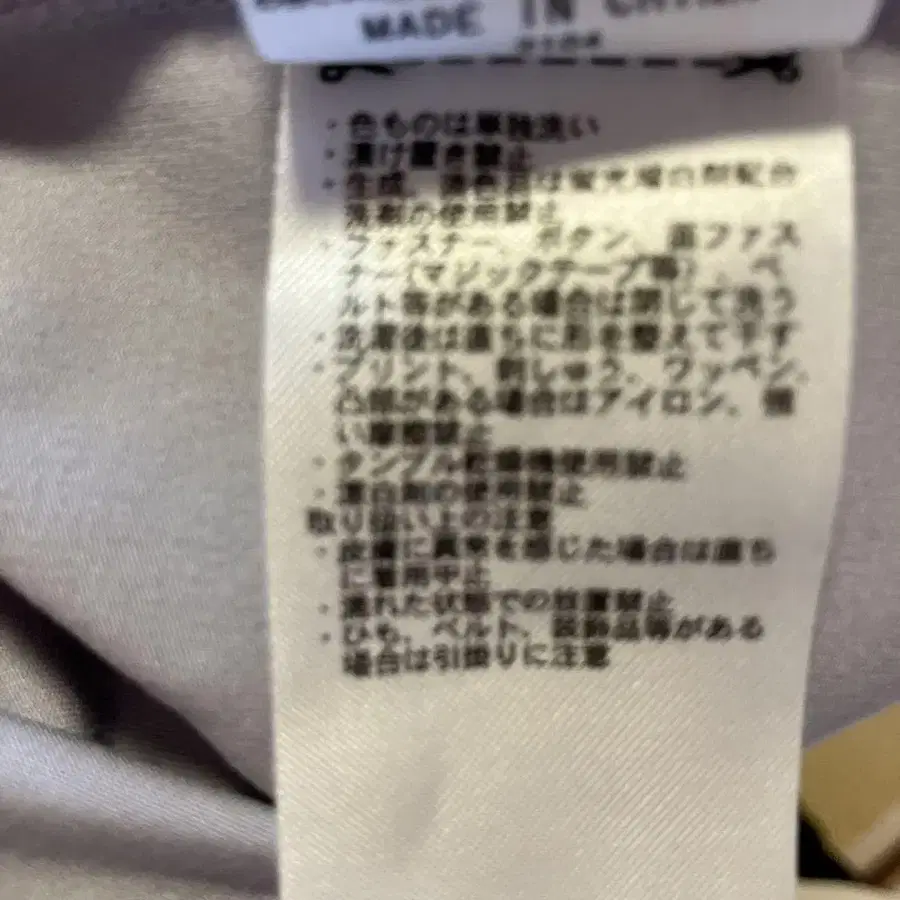 MADE IN CHINA
・色ものは単独洗い
・漬け置き禁止
・生成、淡色品は蛍光増白剤配合
洗剤の使用禁止
・ファスナー、ボタン、面ファス
ナー(マジックテープ等)、ベ
ルト等がある場合は閉じて洗う
・洗濯後は直ちに形を整えて干す
・プリント、刺しゅう、ワッペン、
凸部がある場合はアイロン、強
い摩擦禁止
・タンブル乾燥機使用禁止
・漂白剤の使用禁止
取り扱い上の注意
・皮膚に異常を感じた場合は直ち
に着用中止
・濡れた状態での放置禁止
・ひも、ベルト、装飾品等がある
場合は引掛りに注意